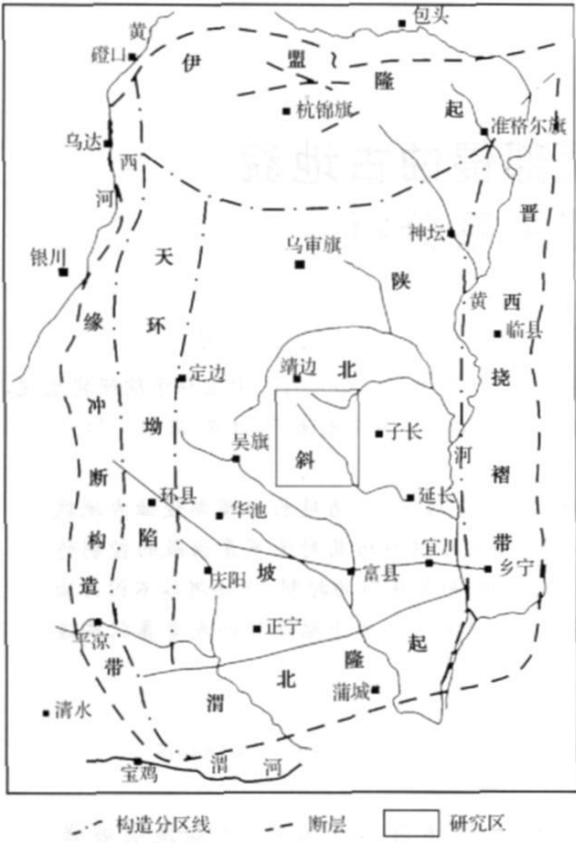 包头
黄
磴口
伊盟隆起
杭锦旗
准格尔旗
乌达
西缘冲断构造带
河
晋西挠褶带
神坛
银川
天环坳陷
乌审旗
陕北斜坡
黄
临县
定边
靖边
子长
河
吴旗
环县
华池
延长
宜川
乡宁
庆阳
富县
正宁
平凉
渭北隆起
蒲城
清水
宝鸡
渭河
构造分区线
断层
研究区